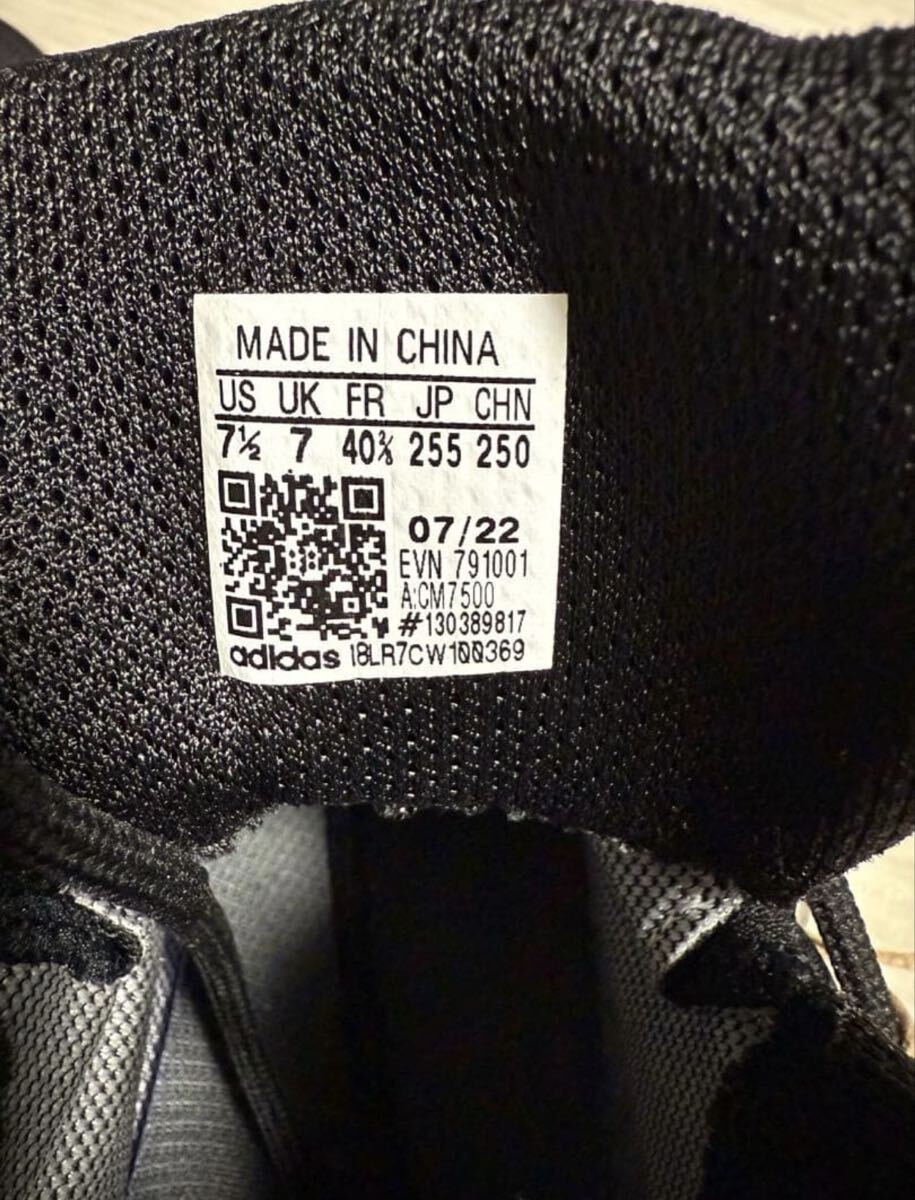 MADE IN CHINA
US UK FR JP CHN
7½ 7 40⅔ 255 250
07/22
EVN 791001
A:CM7500
#130389817
adidas 18LR7CW100369